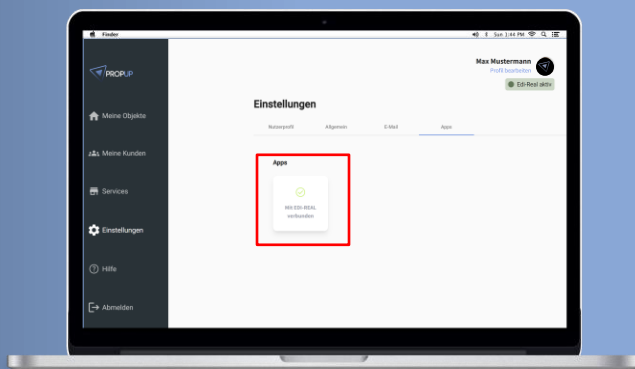 Finder
Sun 3:44 PM
PROPUP
Max Mustermann
Profil bearbeiten
Edi-Real aktiv
Einstellungen
Nutzerprofil Allgemein E-Mail Apps
Meine Objekte
Meine Kunden
Services
Einstellungen
Hilfe
Abmelden
Apps
Mit EDI-REAL
verbunden